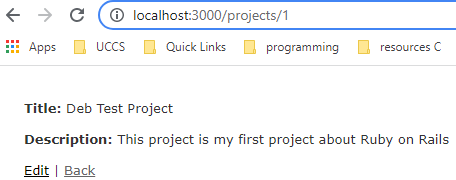 localhost:3000/projects/1
Apps UCCS Quick Links programming resources C
Title: Deb Test Project
Description: This project is my first project about Ruby on Rails
Edit | Back